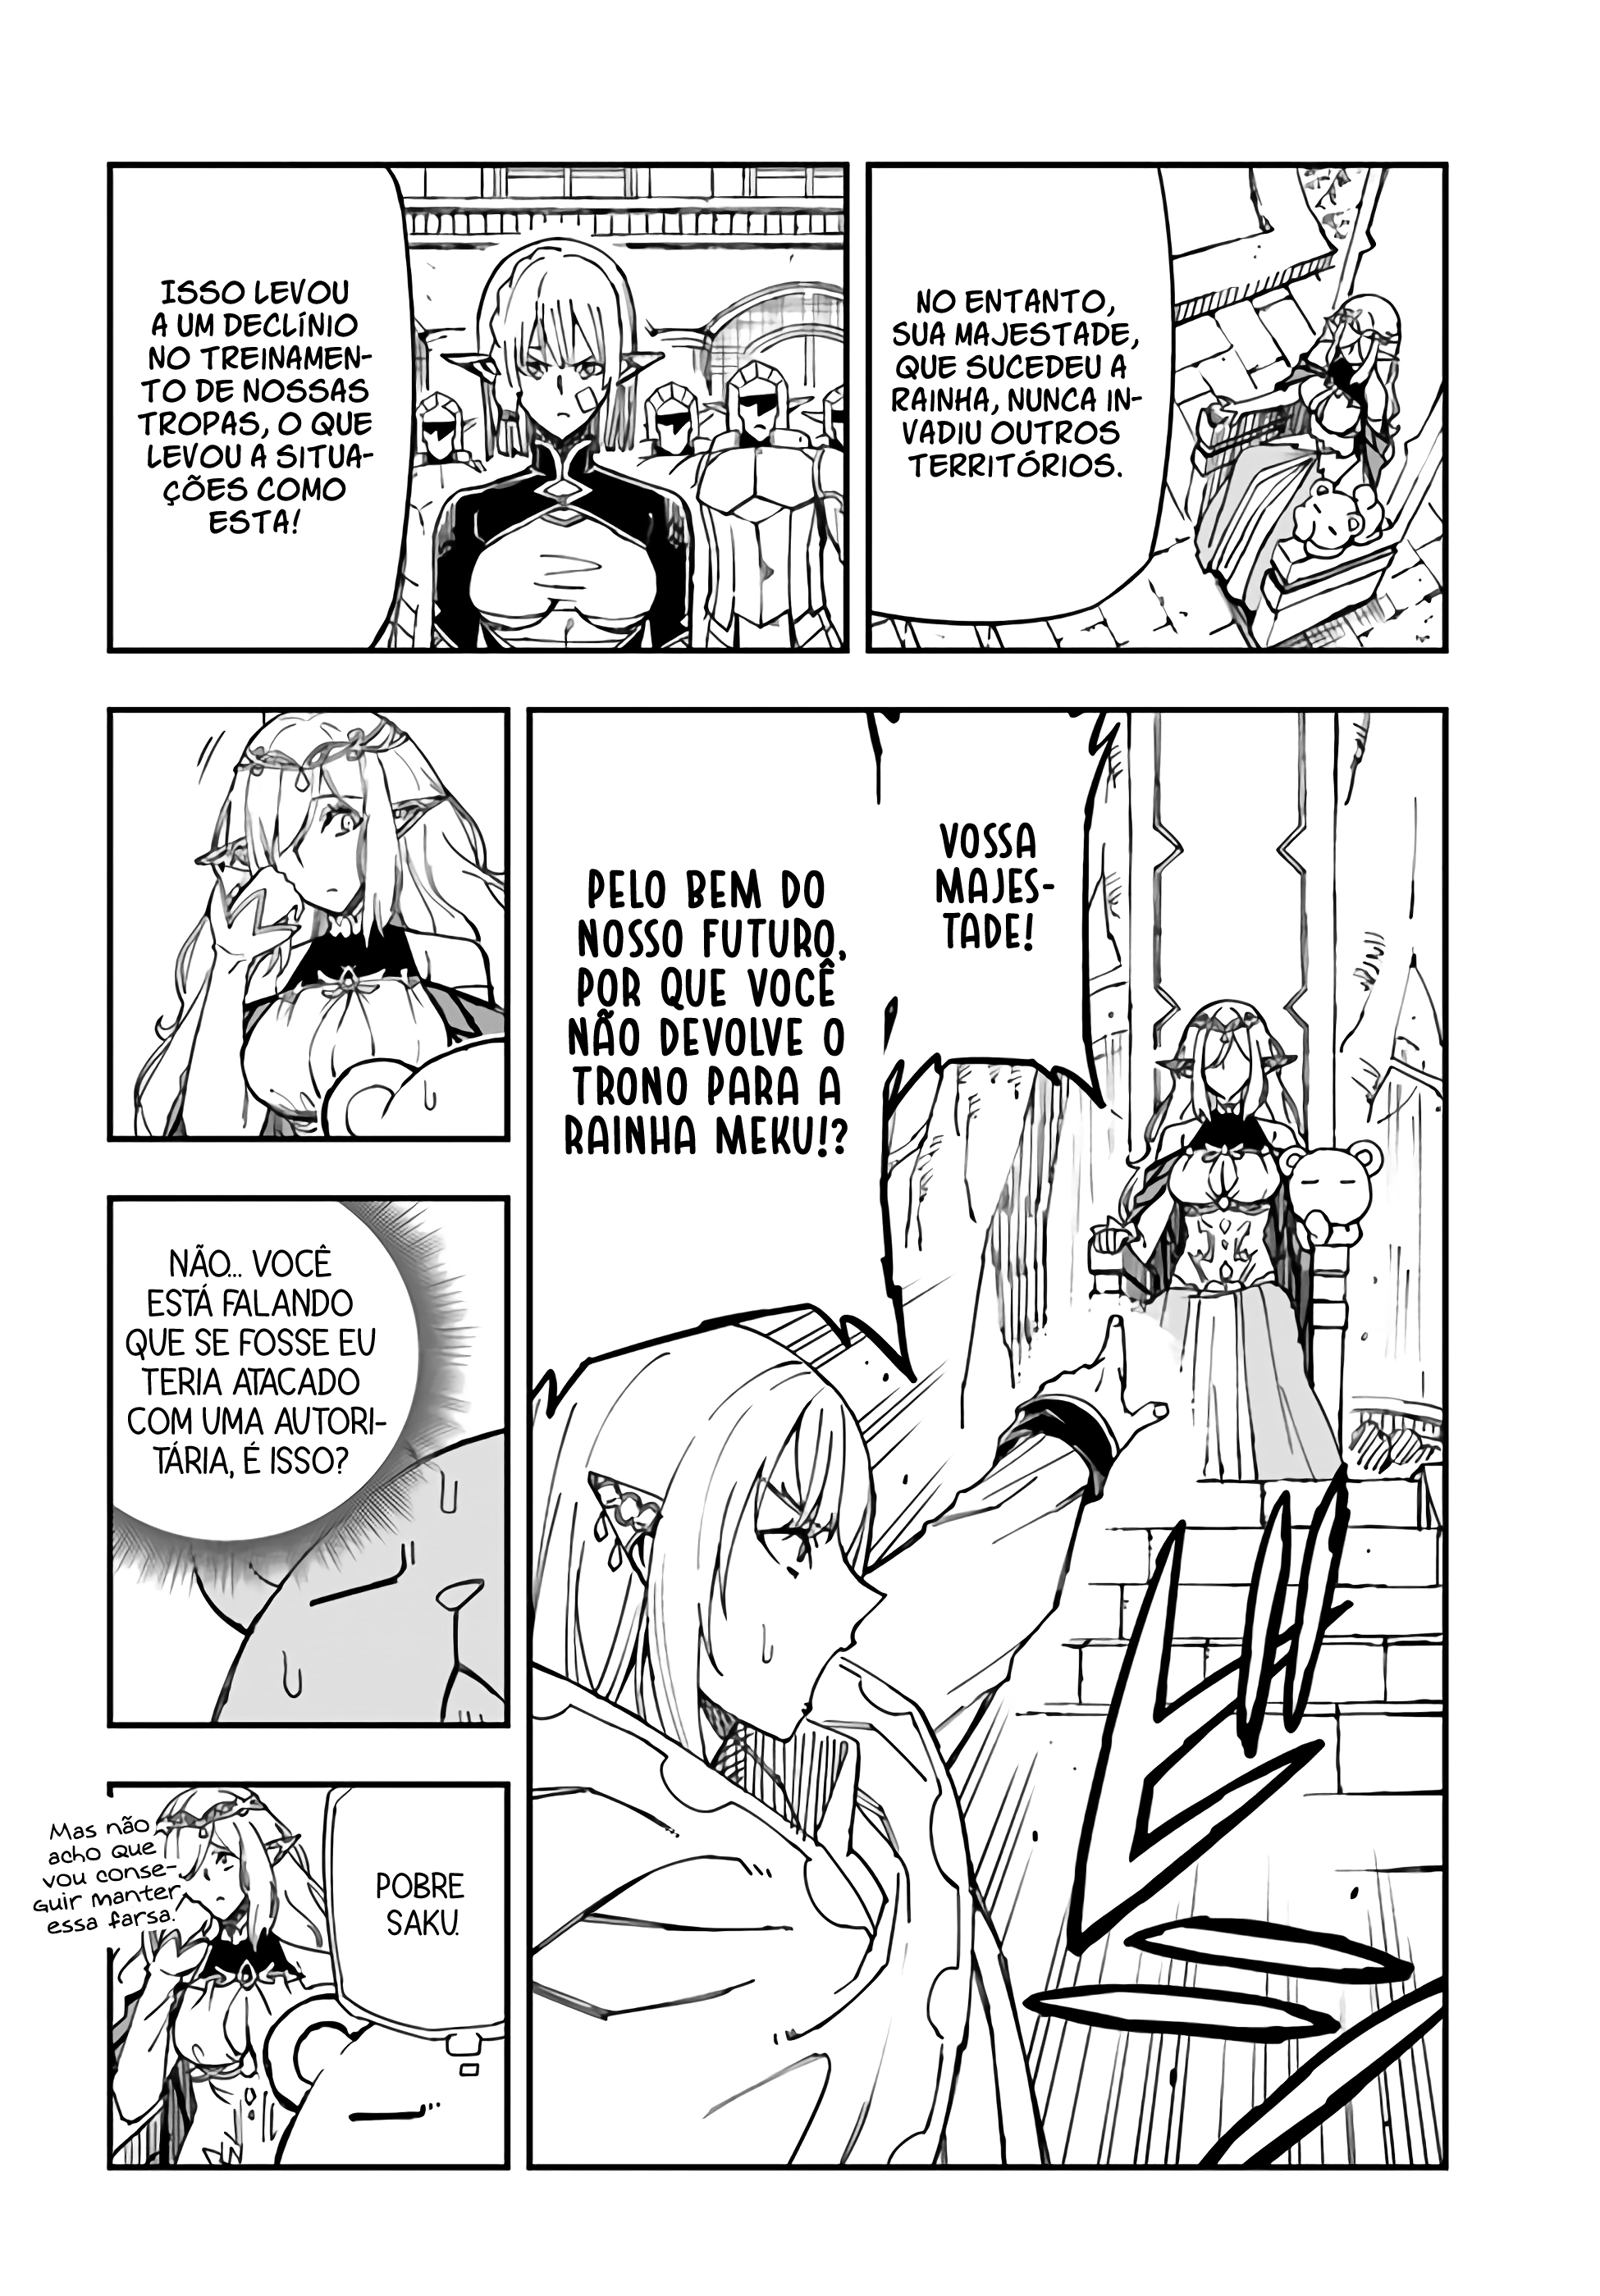 NO ENTANTO,
SUA MAJESTADE,
QUE SUCEDEU A
RAINHA, NUNCA IN-
VADIU OUTROS
TERRITÓRIOS.
ISSO LEVOU
A UM DECLÍNIO
NO TREINAMEN-
TO DE NOSSAS
TROPAS, O QUE
LEVOU Á SITUA-
ÇÕES COMO
ESTA!
VOSSA
MAJES-
TADE!
PELO BEM DO
NOSSO FUTURO,
POR QUE VOCÊ
NÃO DEVOLVE O
TRONO PARA A
RAINHA MEKU!?
NÃO... VOCÊ
ESTÁ FALANDO
QUE SE FOSSE EU
TERIA ATACADO
COM UMA AUTORI-
TÁRIA, É ISSO?
POBRE
SAKU.
Mas não
acho que
vou conse-
guir manter
essa farsa.